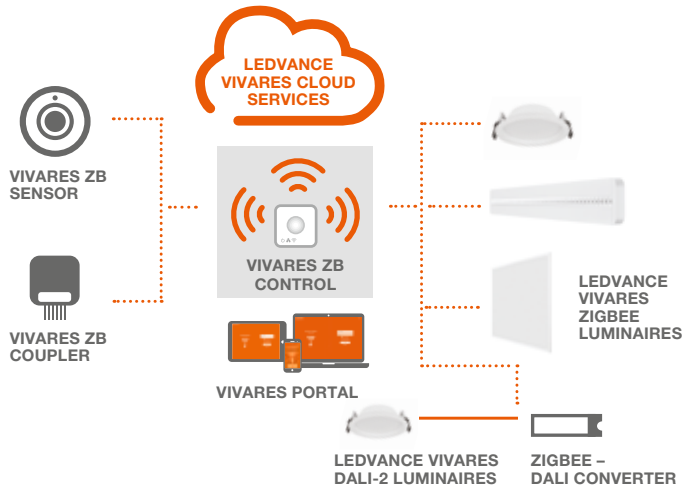 LEDVANCE
VIVARES CLOUD
SERVICES
VIVARES ZB
SENSOR
VIVARES ZB
CONTROL
VIVARES ZB
COUPLER
LEDVANCE
VIVARES
ZIGBEE
LUMINAIRES
VIVARES PORTAL
LEDVANCE VIVARES
DALI-2 LUMINAIRES
ZIGBEE –
DALI CONVERTER